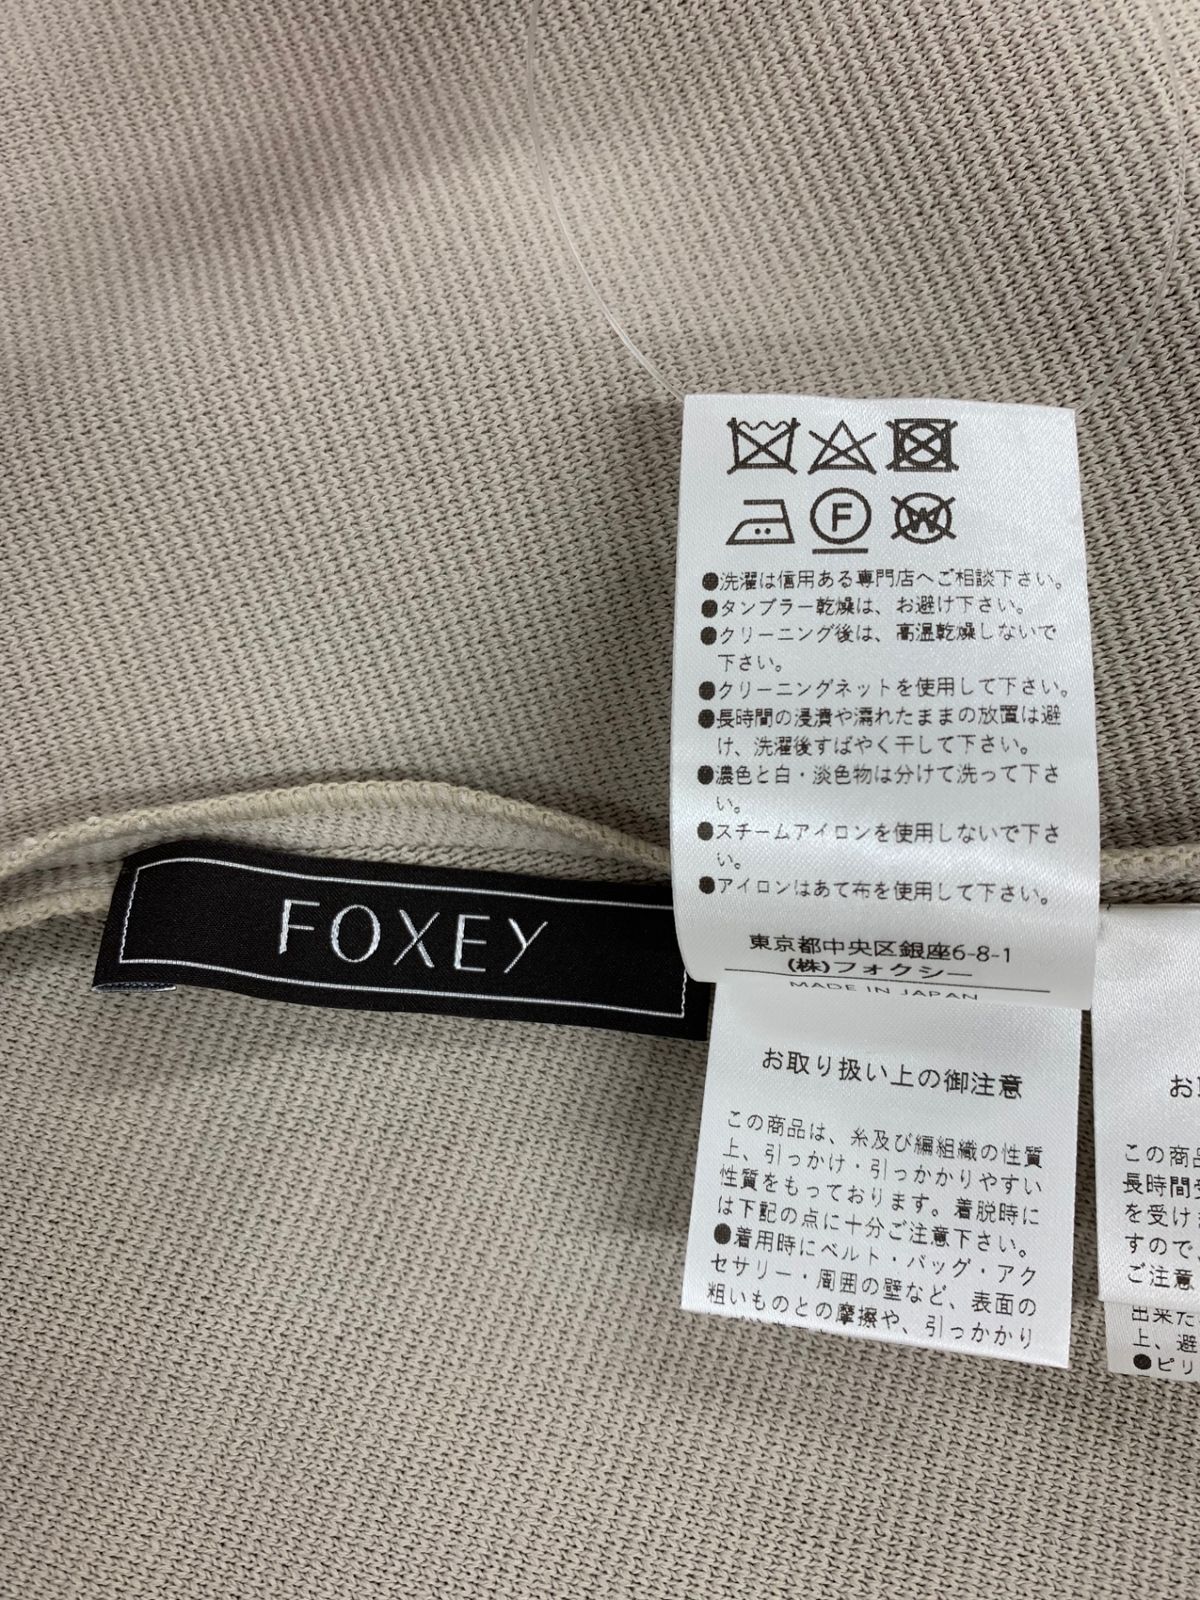 FOXEY
F
W
●洗濯は信用ある専門店へご相談下さい。
●タンブラー乾燥は、お避け下さい。
●クリーニング後は、高温乾燥しないで
下さい。
●クリーニングネットを使用して下さい。
●長時間の浸漬や濡れたままの放置は避
け、洗濯後すばやく干して下さい。
●濃色と白・淡色物は分けて洗って下さ
い。
●スチームアイロンを使用しないで下さ
い。
●アイロンはあて布を使用して下さい。
東京都中央区銀座6-8-1
(株)フォクシー
MADE IN JAPAN
お取り扱い上の御注意
この商品は、糸及び編組織の性質
上、引っかけ・引っかかりやすい
性質をもっております。着脱時に
は下記の点に十分ご注意下さい。
●着用時にベルト・バッグ・アク
セサリー・周囲の壁など、表面の
粗いものとの摩擦や、引っかかり
この商品
長時間
を受け
すので
ご注意
出来た
上、避
●ピリ